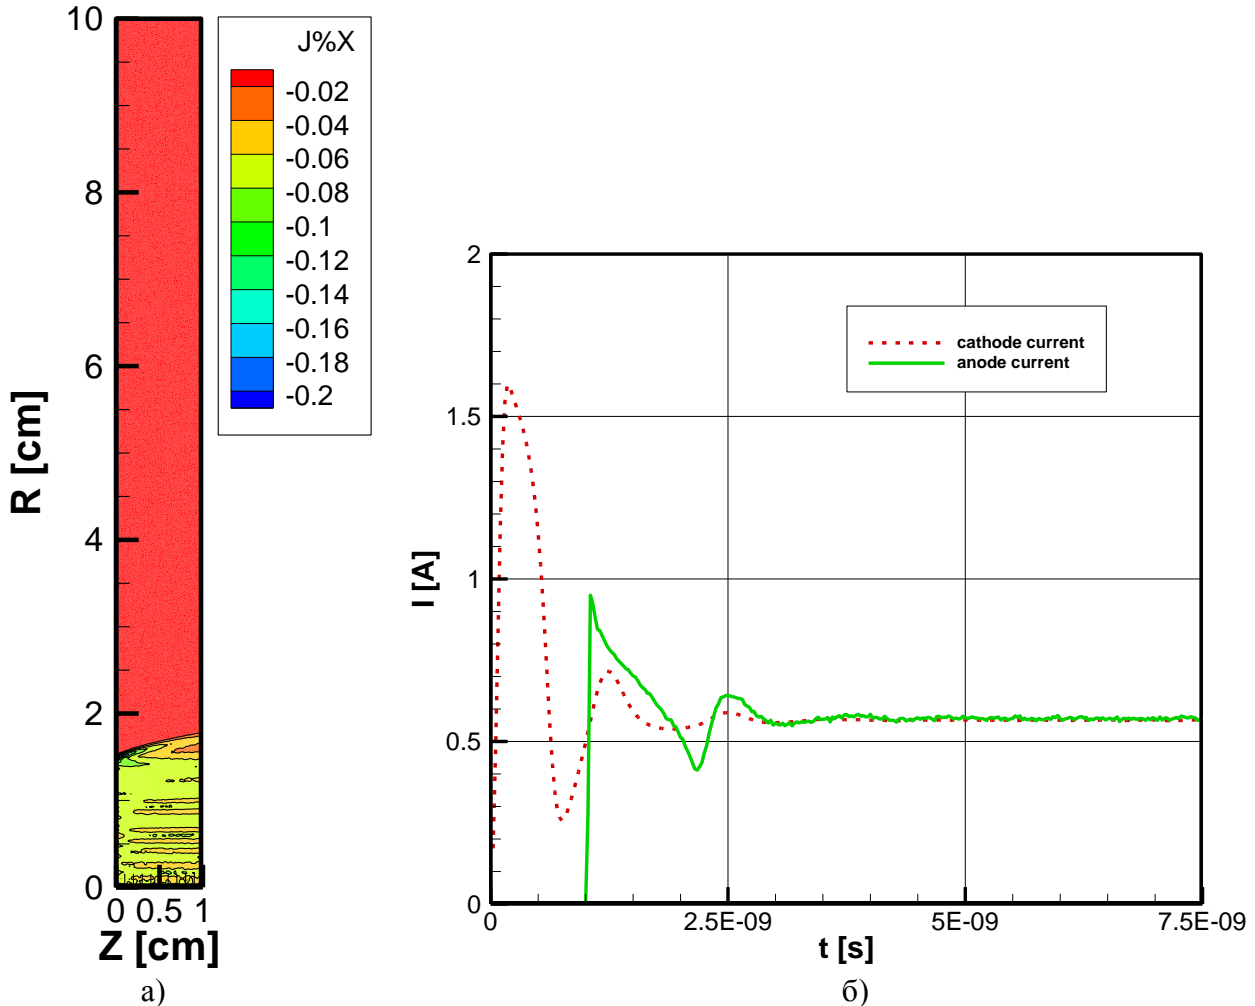 10
8
6
4
2
0
R [cm]
0 0.5 1
Z [cm]
J%X
-0.02
-0.04
-0.06
-0.08
-0.1
-0.12
-0.14
-0.16
-0.18
-0.2
а)
2
1.5
1
0.5
0
I [A]
cathode current
anode current
0 2.5E-09 5E-09 7.5E-09
t [s]
б)